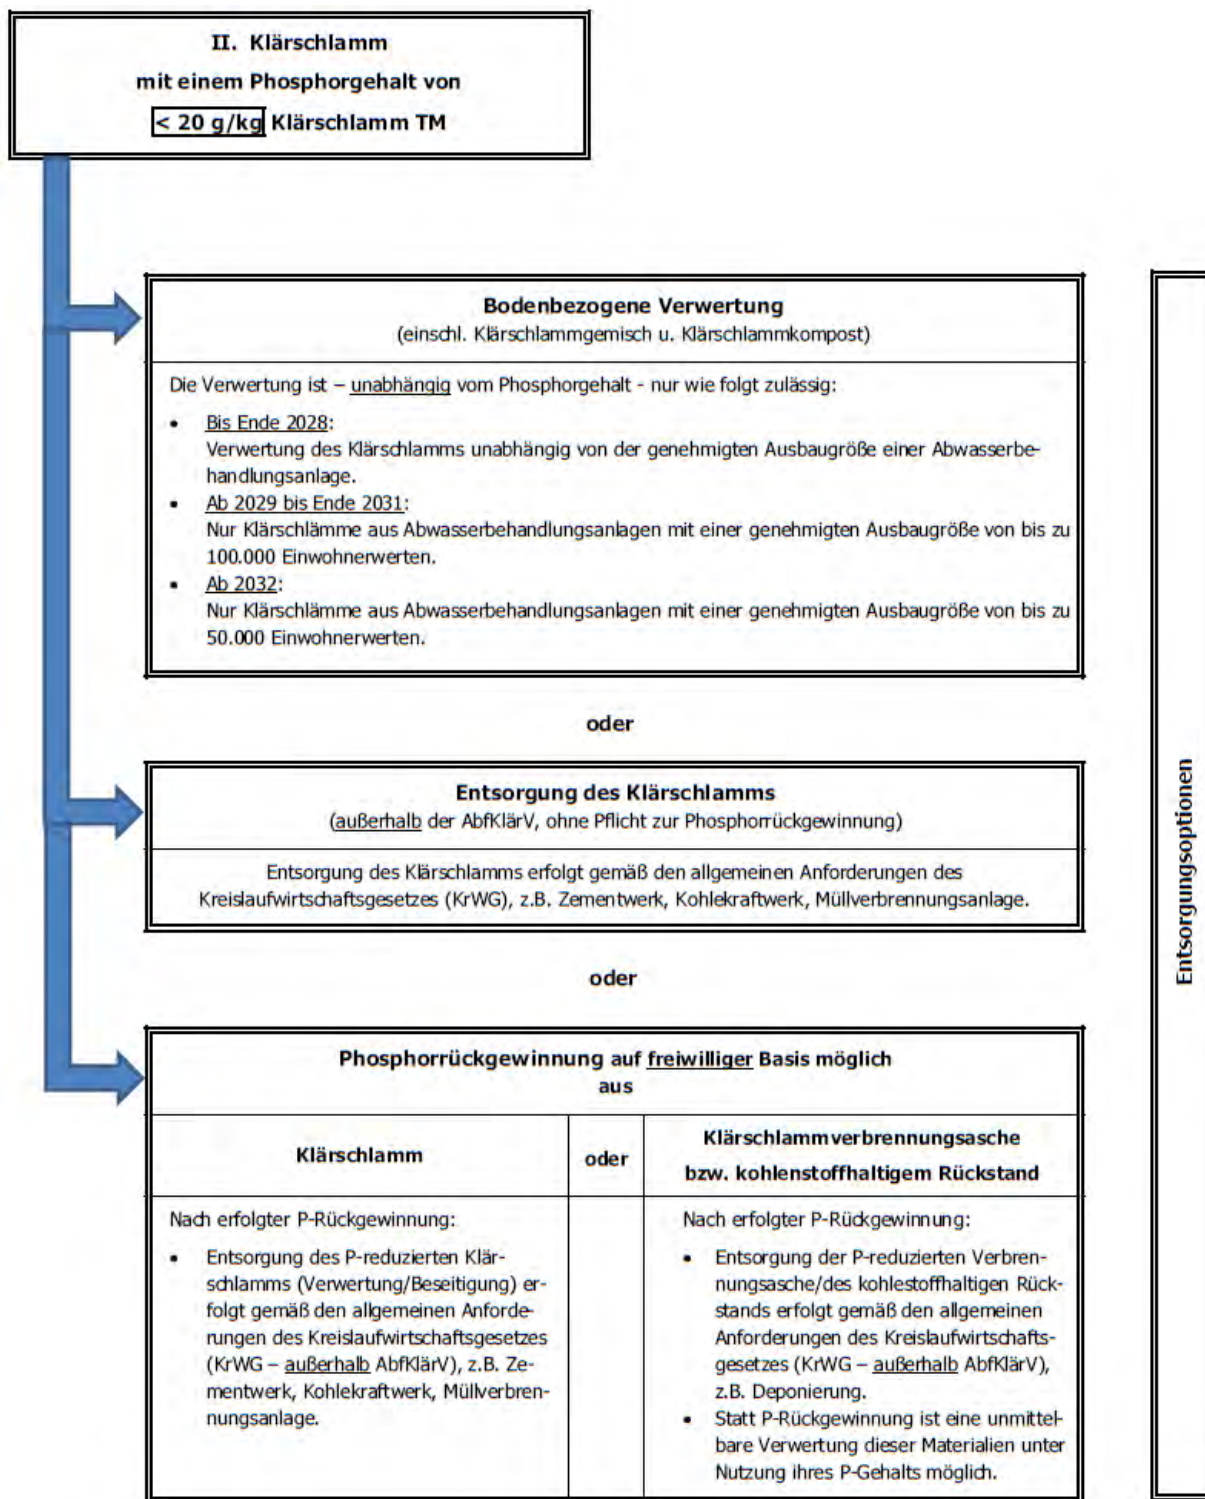 II. Klärschlamm
mit einem Phosphorgehalt von
< 20 g/kg Klärschlamm TM
Bodenbezogene Verwertung
(einschl. Klärschlammgemisch u. Klärschlammkompost)
Die Verwertung ist – unabhängig vom Phosphorgehalt - nur wie folgt zulässig:
• Bis Ende 2028:
Verwertung des Klärschlamms unabhängig von der genehmigten Ausbaugröße einer Abwasserbe-
handlungsanlage.
• Ab 2029 bis Ende 2031:
Nur Klärschlämme aus Abwasserbehandlungsanlagen mit einer genehmigten Ausbaugröße von bis zu
100.000 Einwohnerwerten.
• Ab 2032:
Nur Klärschlämme aus Abwasserbehandlungsanlagen mit einer genehmigten Ausbaugröße von bis zu
50.000 Einwohnerwerten.
oder
Entsorgung des Klärschlamms
(außerhalb der AbfKlärV, ohne Pflicht zur Phosphorrückgewinnung)
Entsorgung des Klärschlamms erfolgt gemäß den allgemeinen Anforderungen des
Kreislaufwirtschaftsgesetzes (KrWG), z.B. Zementwerk, Kohlekraftwerk, Müllverbrennungsanlage.
oder
Phosphorrückgewinnung auf freiwilliger Basis möglich
aus
Klärschlamm
oder
Klärschlammverbrennungsasche
bzw. kohlenstoffhaltigem Rückstand
Nach erfolgter P-Rückgewinnung:
• Entsorgung des P-reduzierten Klär-
schlamms (Verwertung/Beseitigung) er-
folgt gemäß den allgemeinen Anforde-
rungen des Kreislaufwirtschaftsgesetzes
(KrWG – außerhalb AbfKlärV), z.B. Ze-
mentwerk, Kohlekraftwerk, Müllverbren-
nungsanlage.
Nach erfolgter P-Rückgewinnung:
• Entsorgung der P-reduzierten Verbren-
nungsasche/des kohlestoffhaltigen Rück-
stands erfolgt gemäß den allgemeinen
Anforderungen des Kreislaufwirtschafts-
gesetzes (KrWG – außerhalb AbfKlärV),
z.B. Deponierung.
• Statt P-Rückgewinnung ist eine unmittel-
bare Verwertung dieser Materialien unter
Nutzung ihres P-Gehalts möglich.
Entsorgungsoptionen